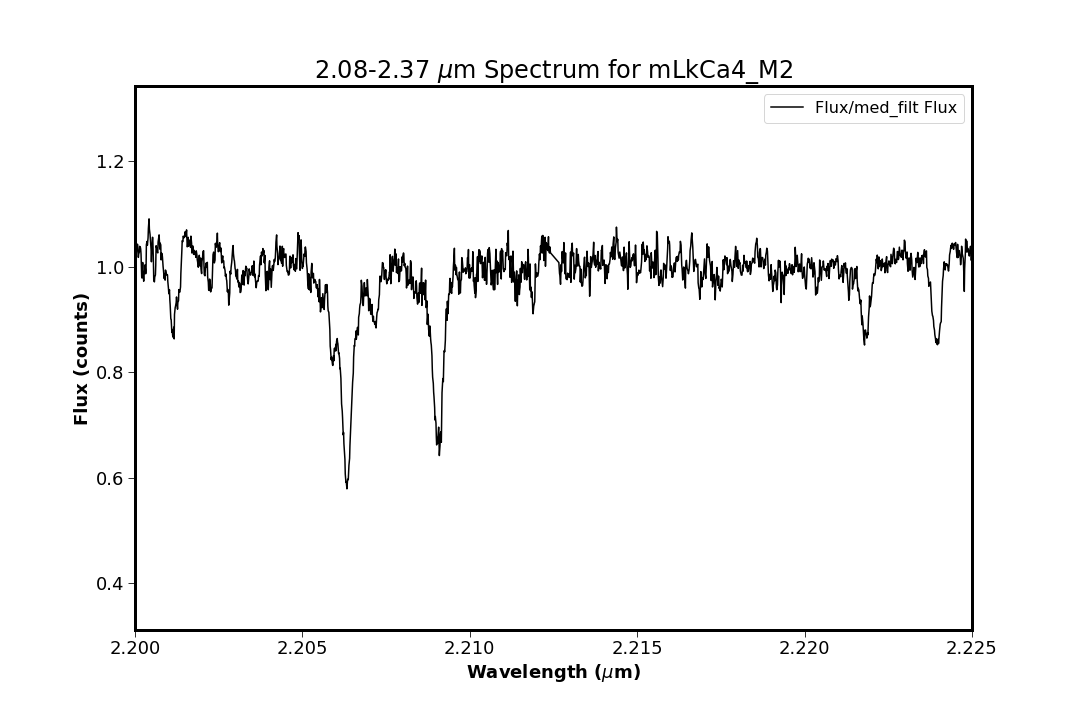 2.08-2.37 μm Spectrum for mLkCa4_M2
Flux/med_filt Flux
1.2
1.0
0.8
0.6
0.4
Flux (counts)
2.200 2.205 2.210 2.215 2.220 2.225
Wavelength (μm)